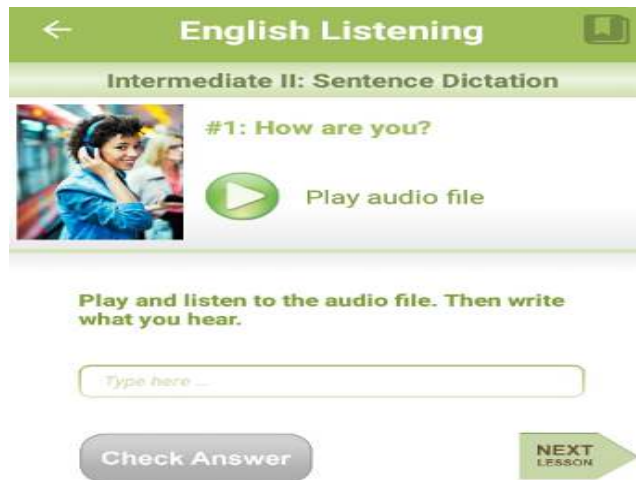 English Listening
Intermediate II: Sentence Dictation
#1: How are you?
Play audio file
Play and listen to the audio file. Then write
what you hear.
Type here ...
Check Answer
NEXT
LESSON